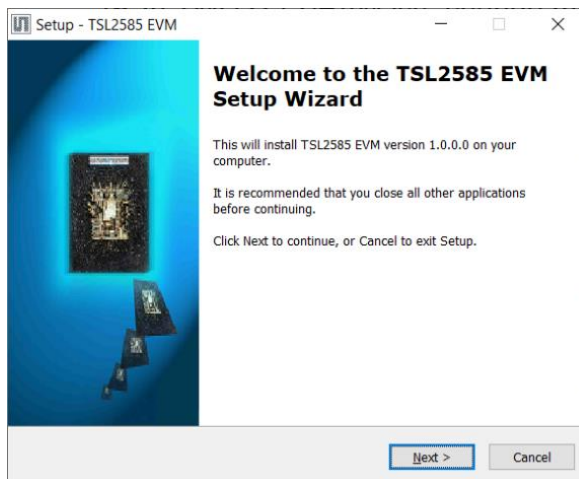 Setup - TSL2585 EVM
Welcome to the TSL2585 EVM
Setup Wizard
This will install TSL2585 EVM version 1.0.0.0 on your
computer.
It is recommended that you close all other applications
before continuing.
Click Next to continue, or Cancel to exit Setup.
Next >
Cancel